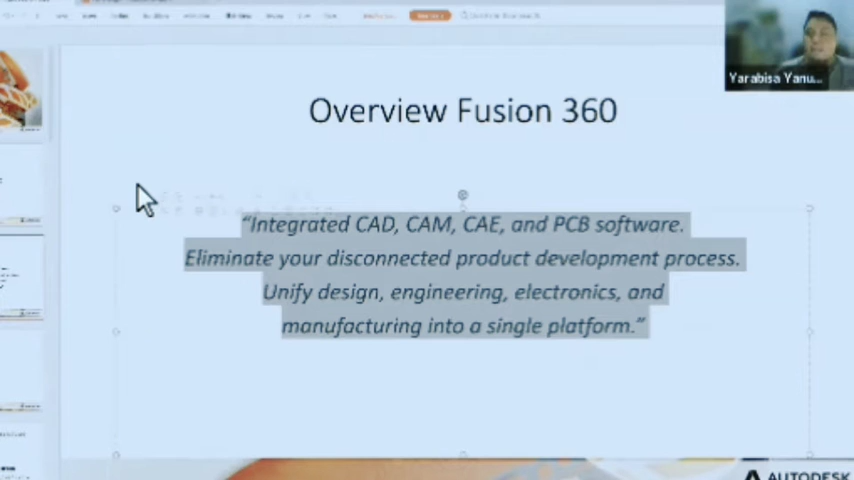 Yarabisa Yanu...
Overview Fusion 360
“Integrated CAD, CAM, CAE, and PCB software.
Eliminate your disconnected product development process.
Unify design, engineering, electronics, and
manufacturing into a single platform.”
AUTODESK